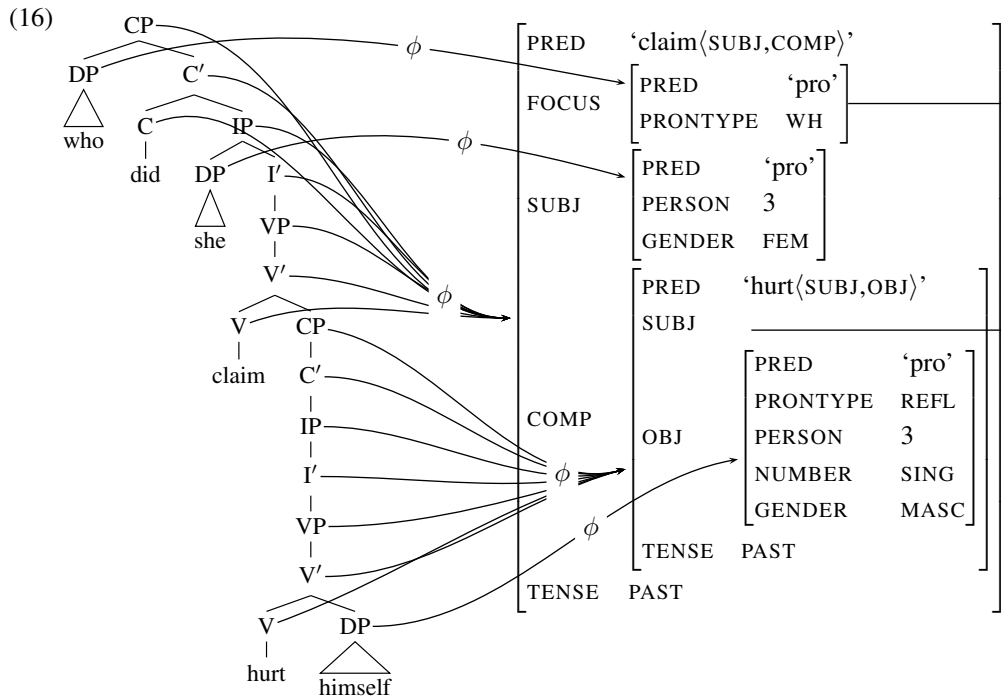 (16)
CP
φ
PRED ‘claim⟨SUBJ,COMP⟩’
DP C′
PRED ‘pro’
FOCUS
PRONTYPE WH
who C IP
φ
did DP I′
PRED ‘pro’
SUBJ PERSON 3
she VP
GENDER FEM
V′
φ
PRED ‘hurt⟨SUBJ,OBJ⟩’
V CP
SUBJ
claim C′
PRED ‘pro’
PRONTYPE REFL
IP
COMP OBJ PERSON 3
I′ φ
NUMBER SING
VP
GENDER MASC
φ
TENSE PAST
V′
TENSE PAST
V DP
hurt himself